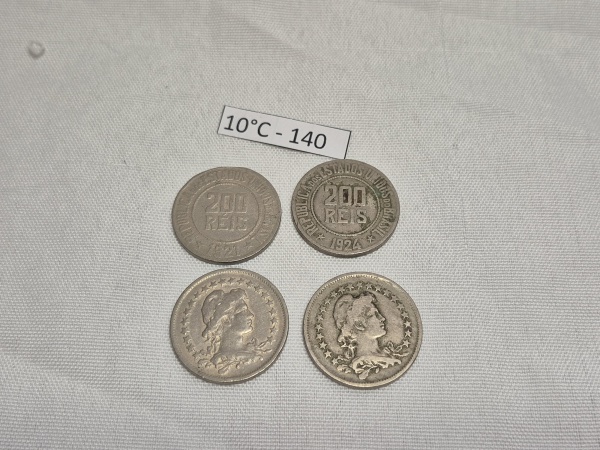 10°C - 140
200
REIS
1921
REPUBLICA DOS ESTADOS UNIDOS DO BRASIL
200
REIS
1924